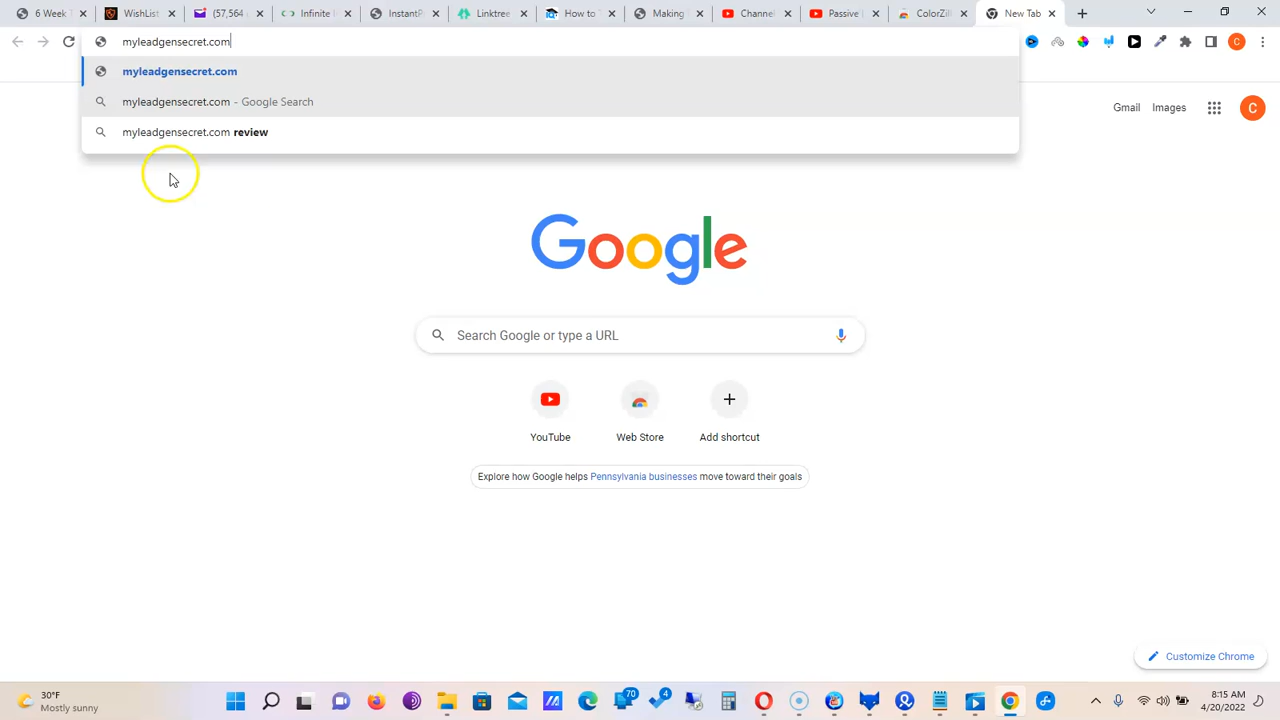 6 Week
WishList
(57,564
Infinite
InstantP
Linktree
How to
Making
Channel
Passive
ColorZill
New Tab
myleadgensecret.com
myleadgensecret.com
myleadgensecret.com - Google Search
myleadgensecret.com review
C
Gmail
Images
C
Google
Search Google or type a URL
YouTube
Web Store
Add shortcut
Explore how Google helps Pennsylvania businesses move toward their goals
Customize Chrome
30°F
Mostly sunny
70
4
8:15 AM
4/20/2022